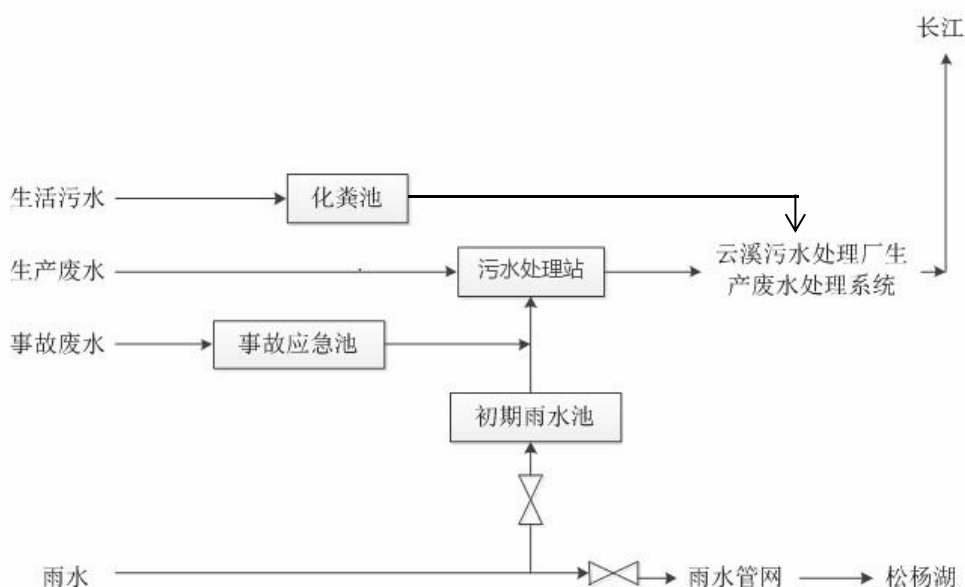 长江
生活污水
化粪池
生产废水
污水处理站
云溪污水处理厂生
产废水处理系统
事故废水
事故应急池
初期雨水池
雨水
雨水管网
松杨湖